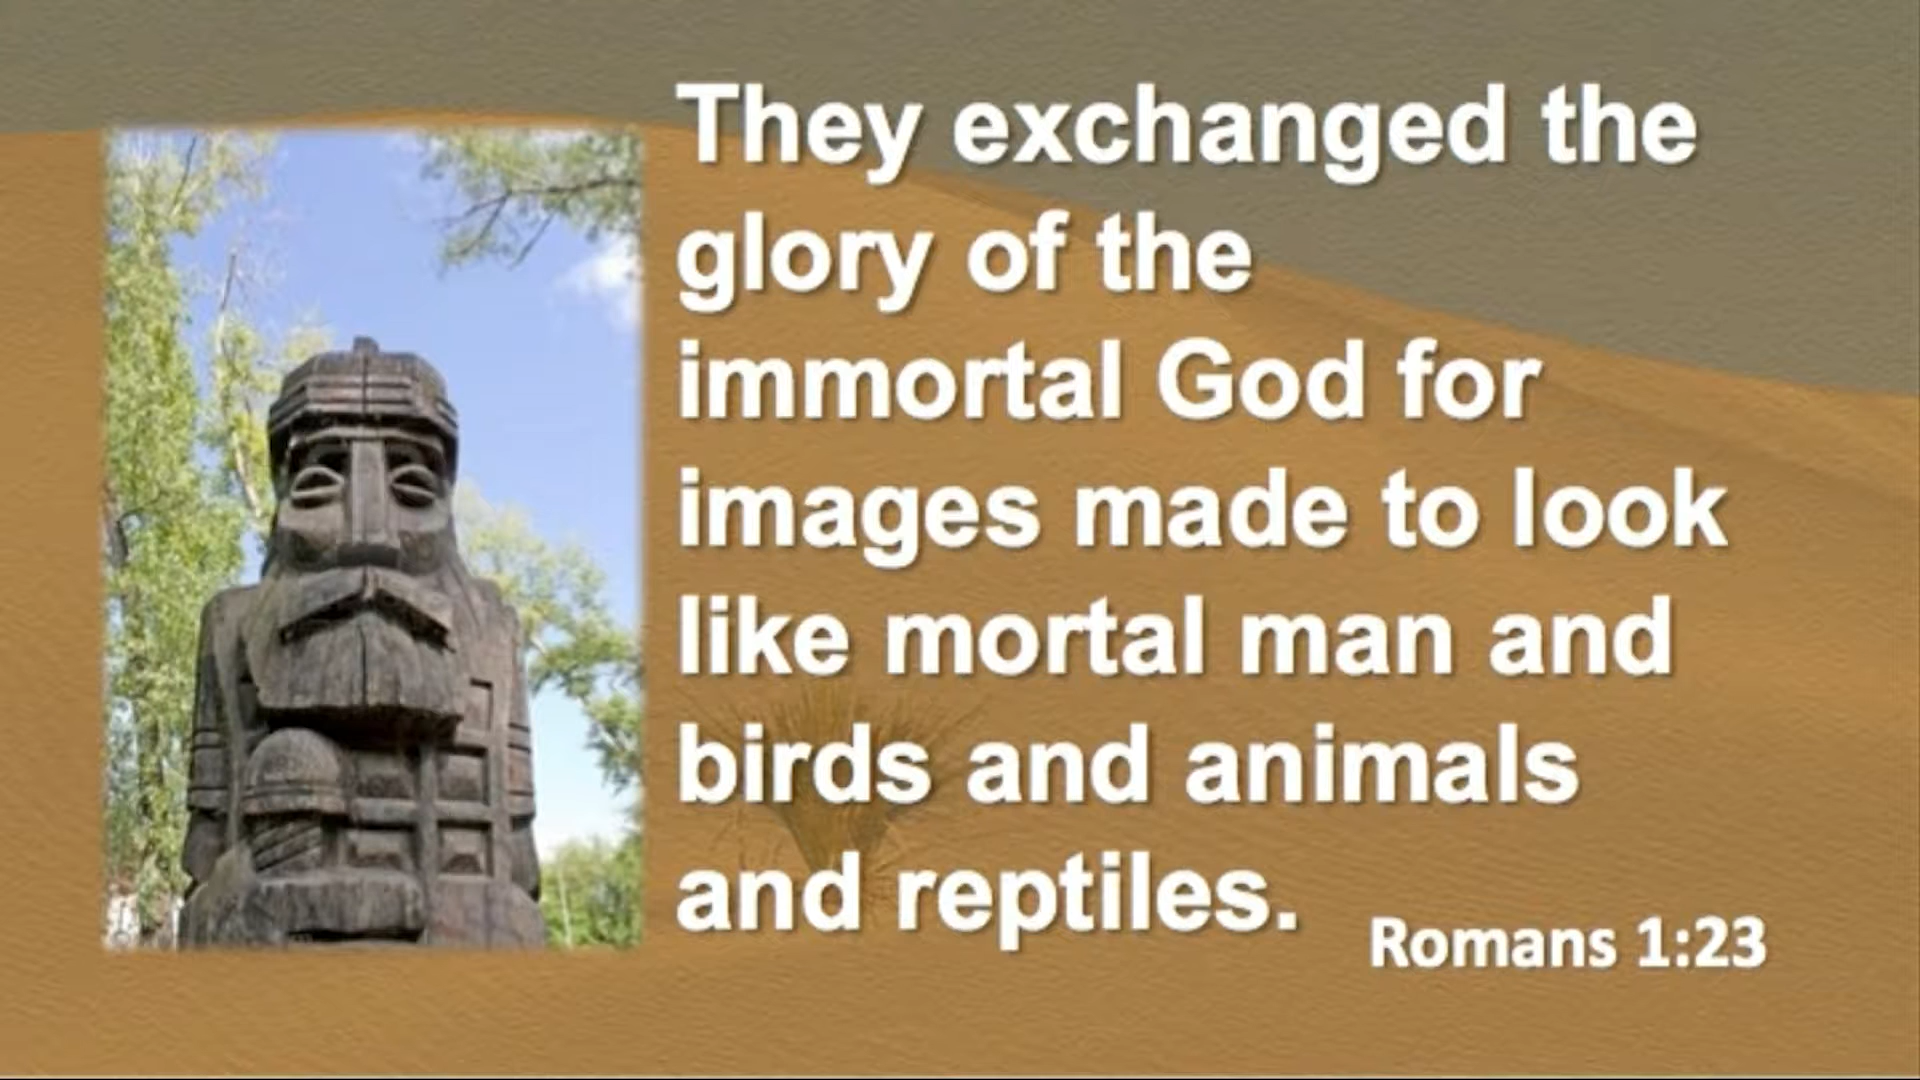 They exchanged the
glory of the
immortal God for
images made to look
like mortal man and
birds and animals
and reptiles.
Romans 1:23